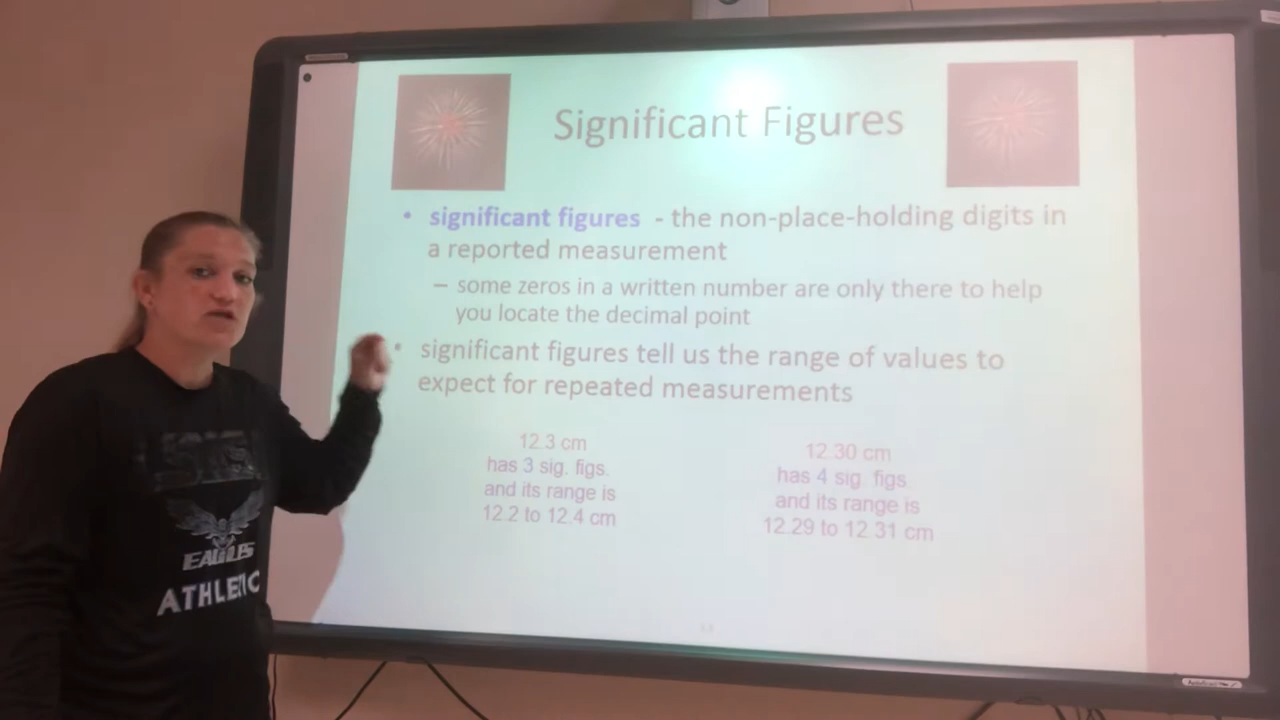 Significant Figures
• significant figures - the non-place-holding digits in
a reported measurement
– some zeros in a written number are only there to help
you locate the decimal point
• significant figures tell us the range of values to
expect for repeated measurements
12.3 cm
has 3 sig. figs.
and its range is
12.2 to 12.4 cm
12.30 cm
has 4 sig. figs.
and its range is
12.29 to 12.31 cm
EAGLES
ATHLETIC